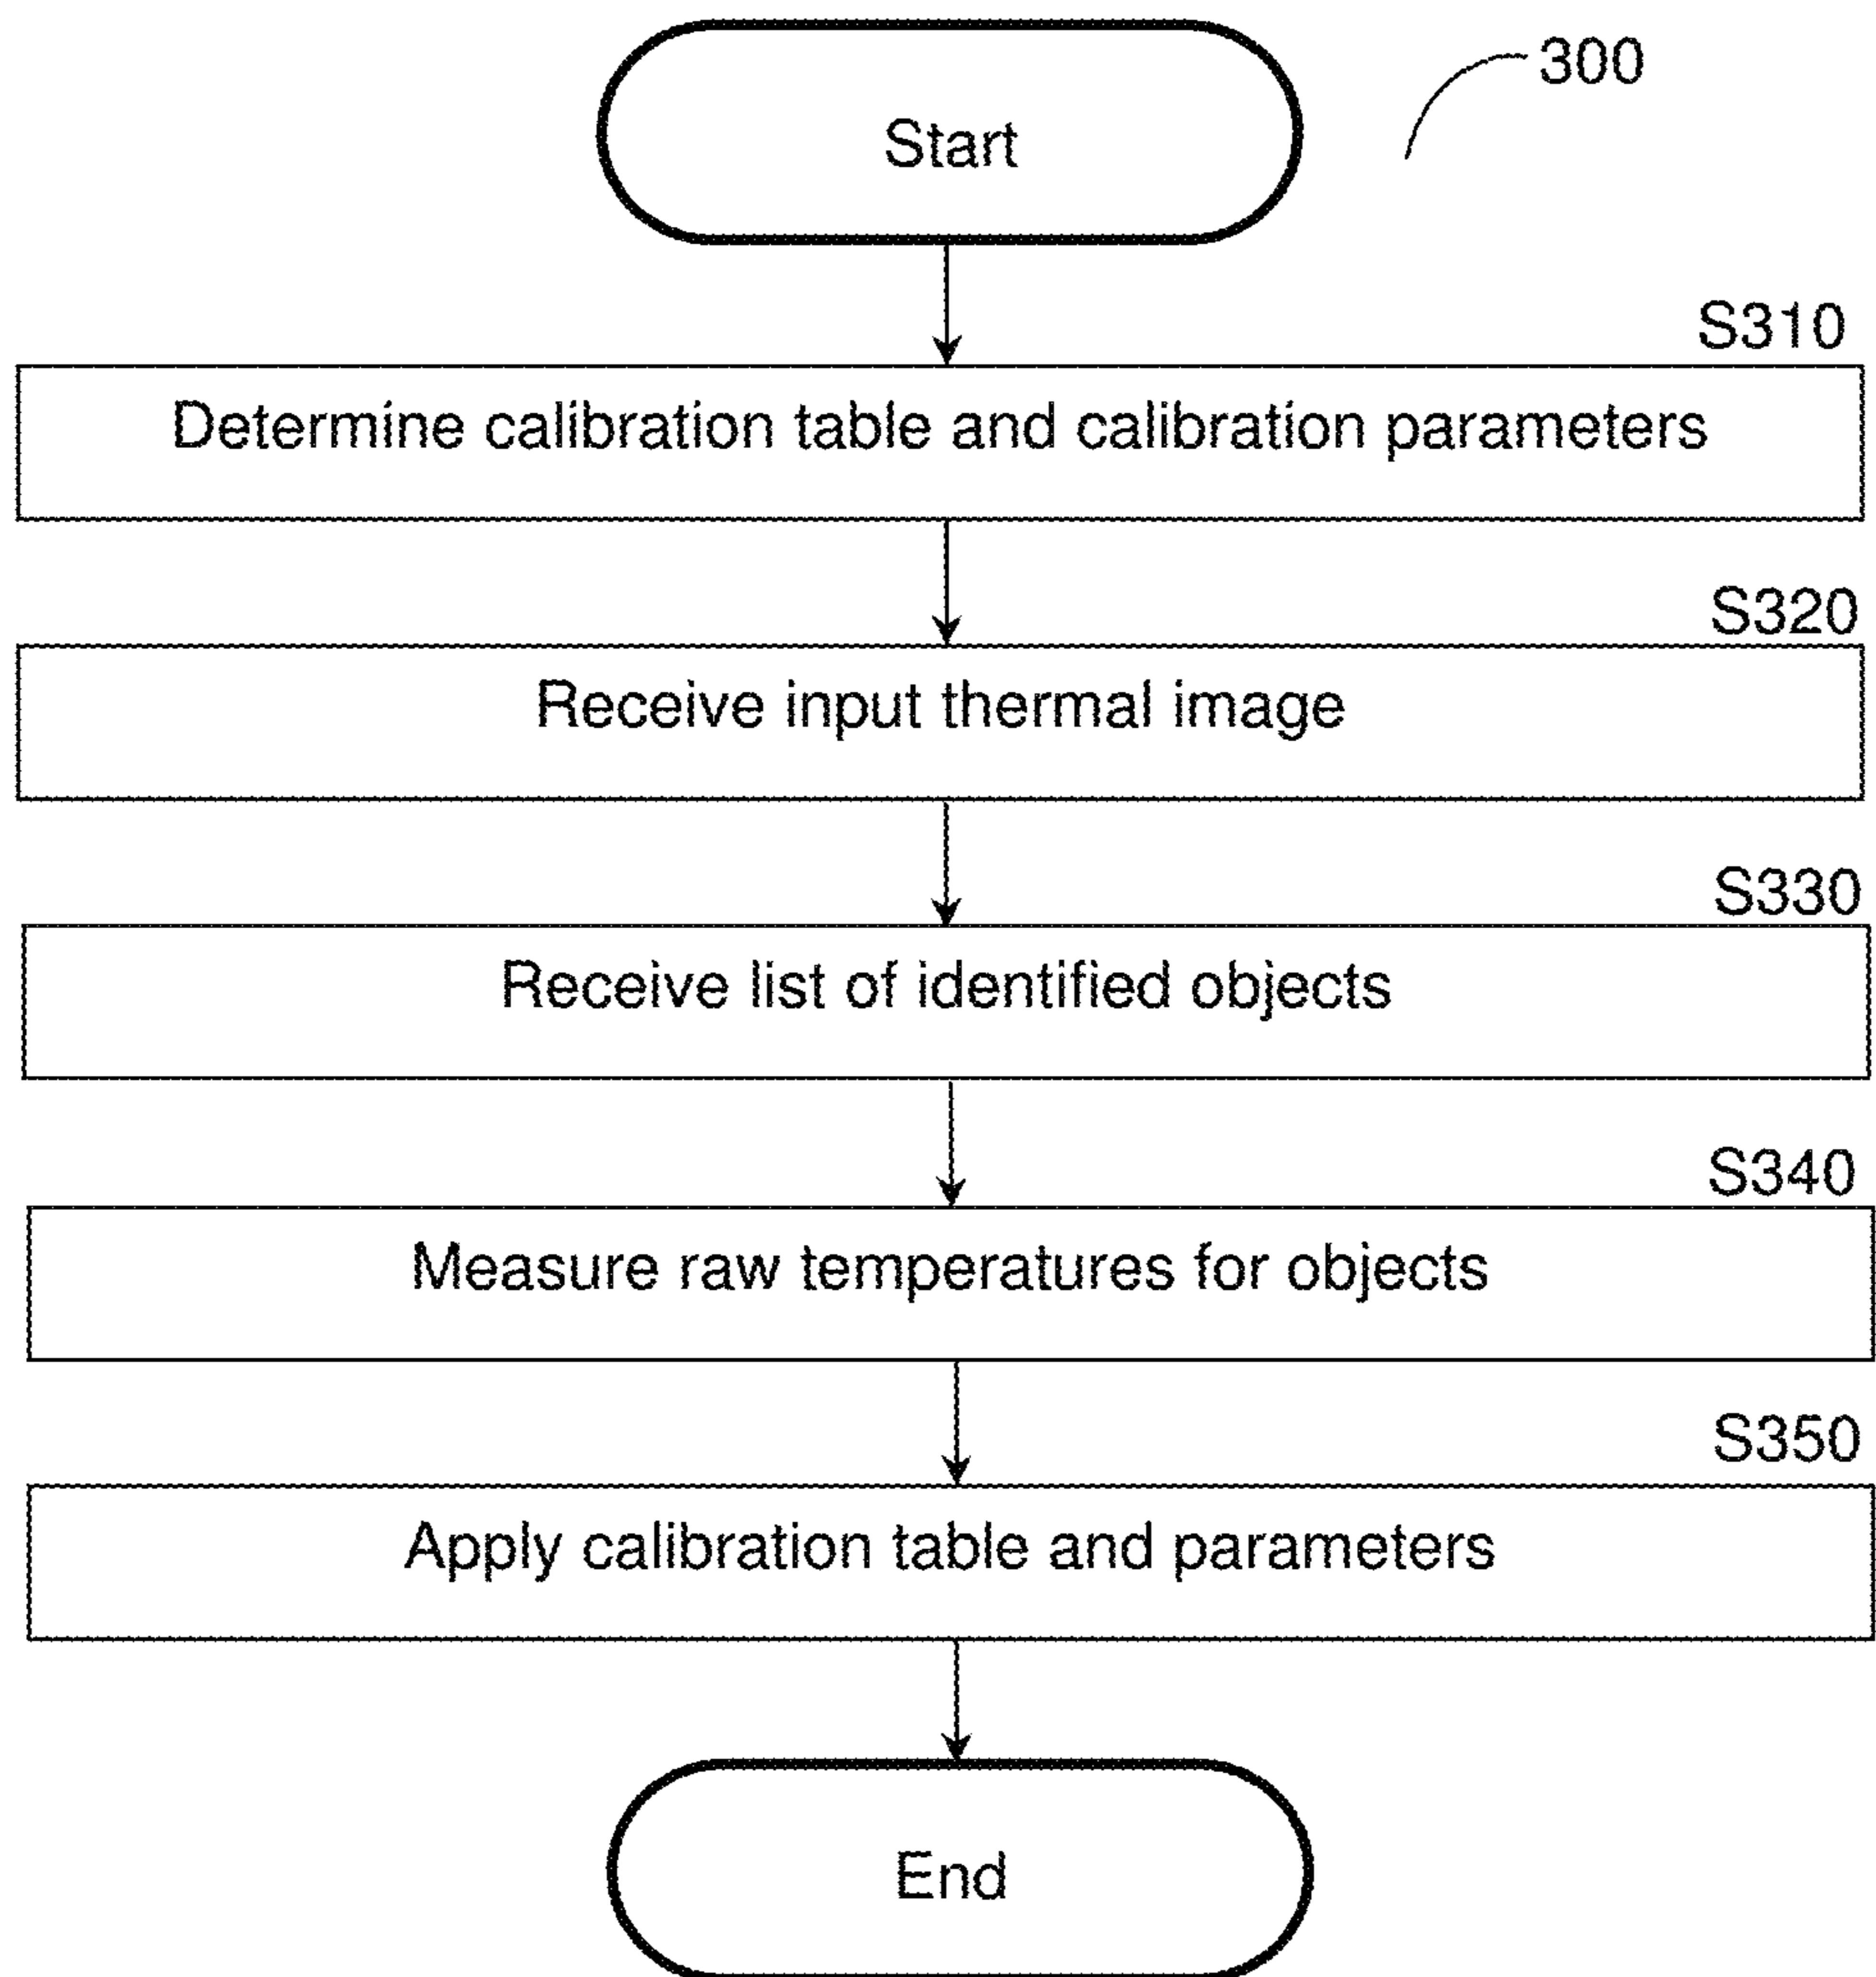 300
Start
S310
Determine calibration table and calibration parameters
S320
Receive input thermal image
S330
Receive list of identified objects
S340
Measure raw temperatures for objects
S350
Apply calibration table and parameters
End